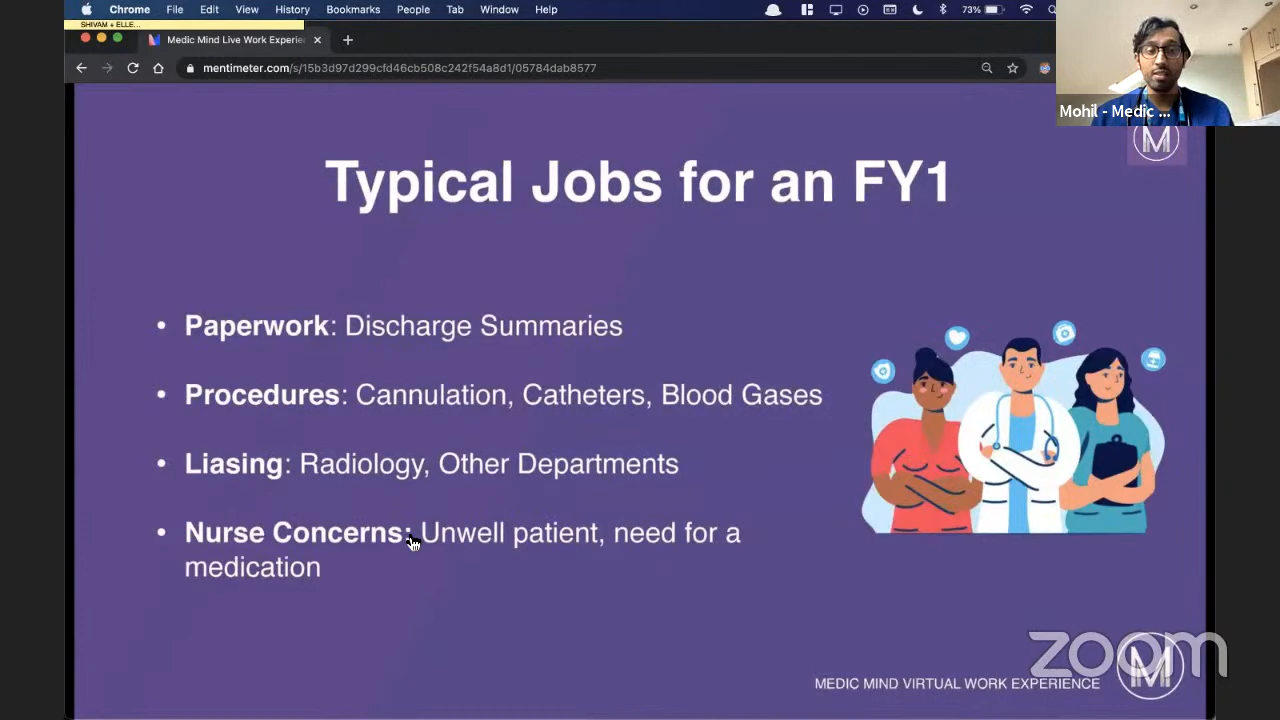 Chrome File Edit View History Bookmarks People Tab Window Help 73%
SHIVAM + ELLE...
Medic Mind Live Work Experie
mentimeter.com/s/15b3d97d299cfd46cb508c242f54a8d1/05784dab8577
Mohil - Medic ...
M
Typical Jobs for an FY1
• Paperwork: Discharge Summaries
• Procedures: Cannulation, Catheters, Blood Gases
• Liasing: Radiology, Other Departments
• Nurse Concerns: Unwell patient, need for a
medication
zoom
MEDIC MIND VIRTUAL WORK EXPERIENCE
M